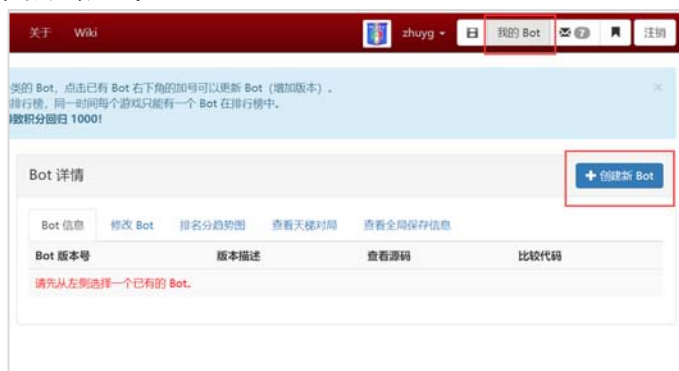 关于 Wiki zhuyg 我的 Bot 7 注销
类的 Bot，点击已有 Bot 右下角的加号可以更新 Bot（增加版本）.
排行榜，同一时间每个游戏只能有一个 Bot 在排行榜中。
导致积分回归 1000!
Bot 详情 创建新 Bot
Bot 信息 修改 Bot 排名分趋势图 查看天梯对局 查看全局保存信息
Bot 版本号 版本描述 查看源码 比较代码
请先从左侧选择一个已有的 Bot。